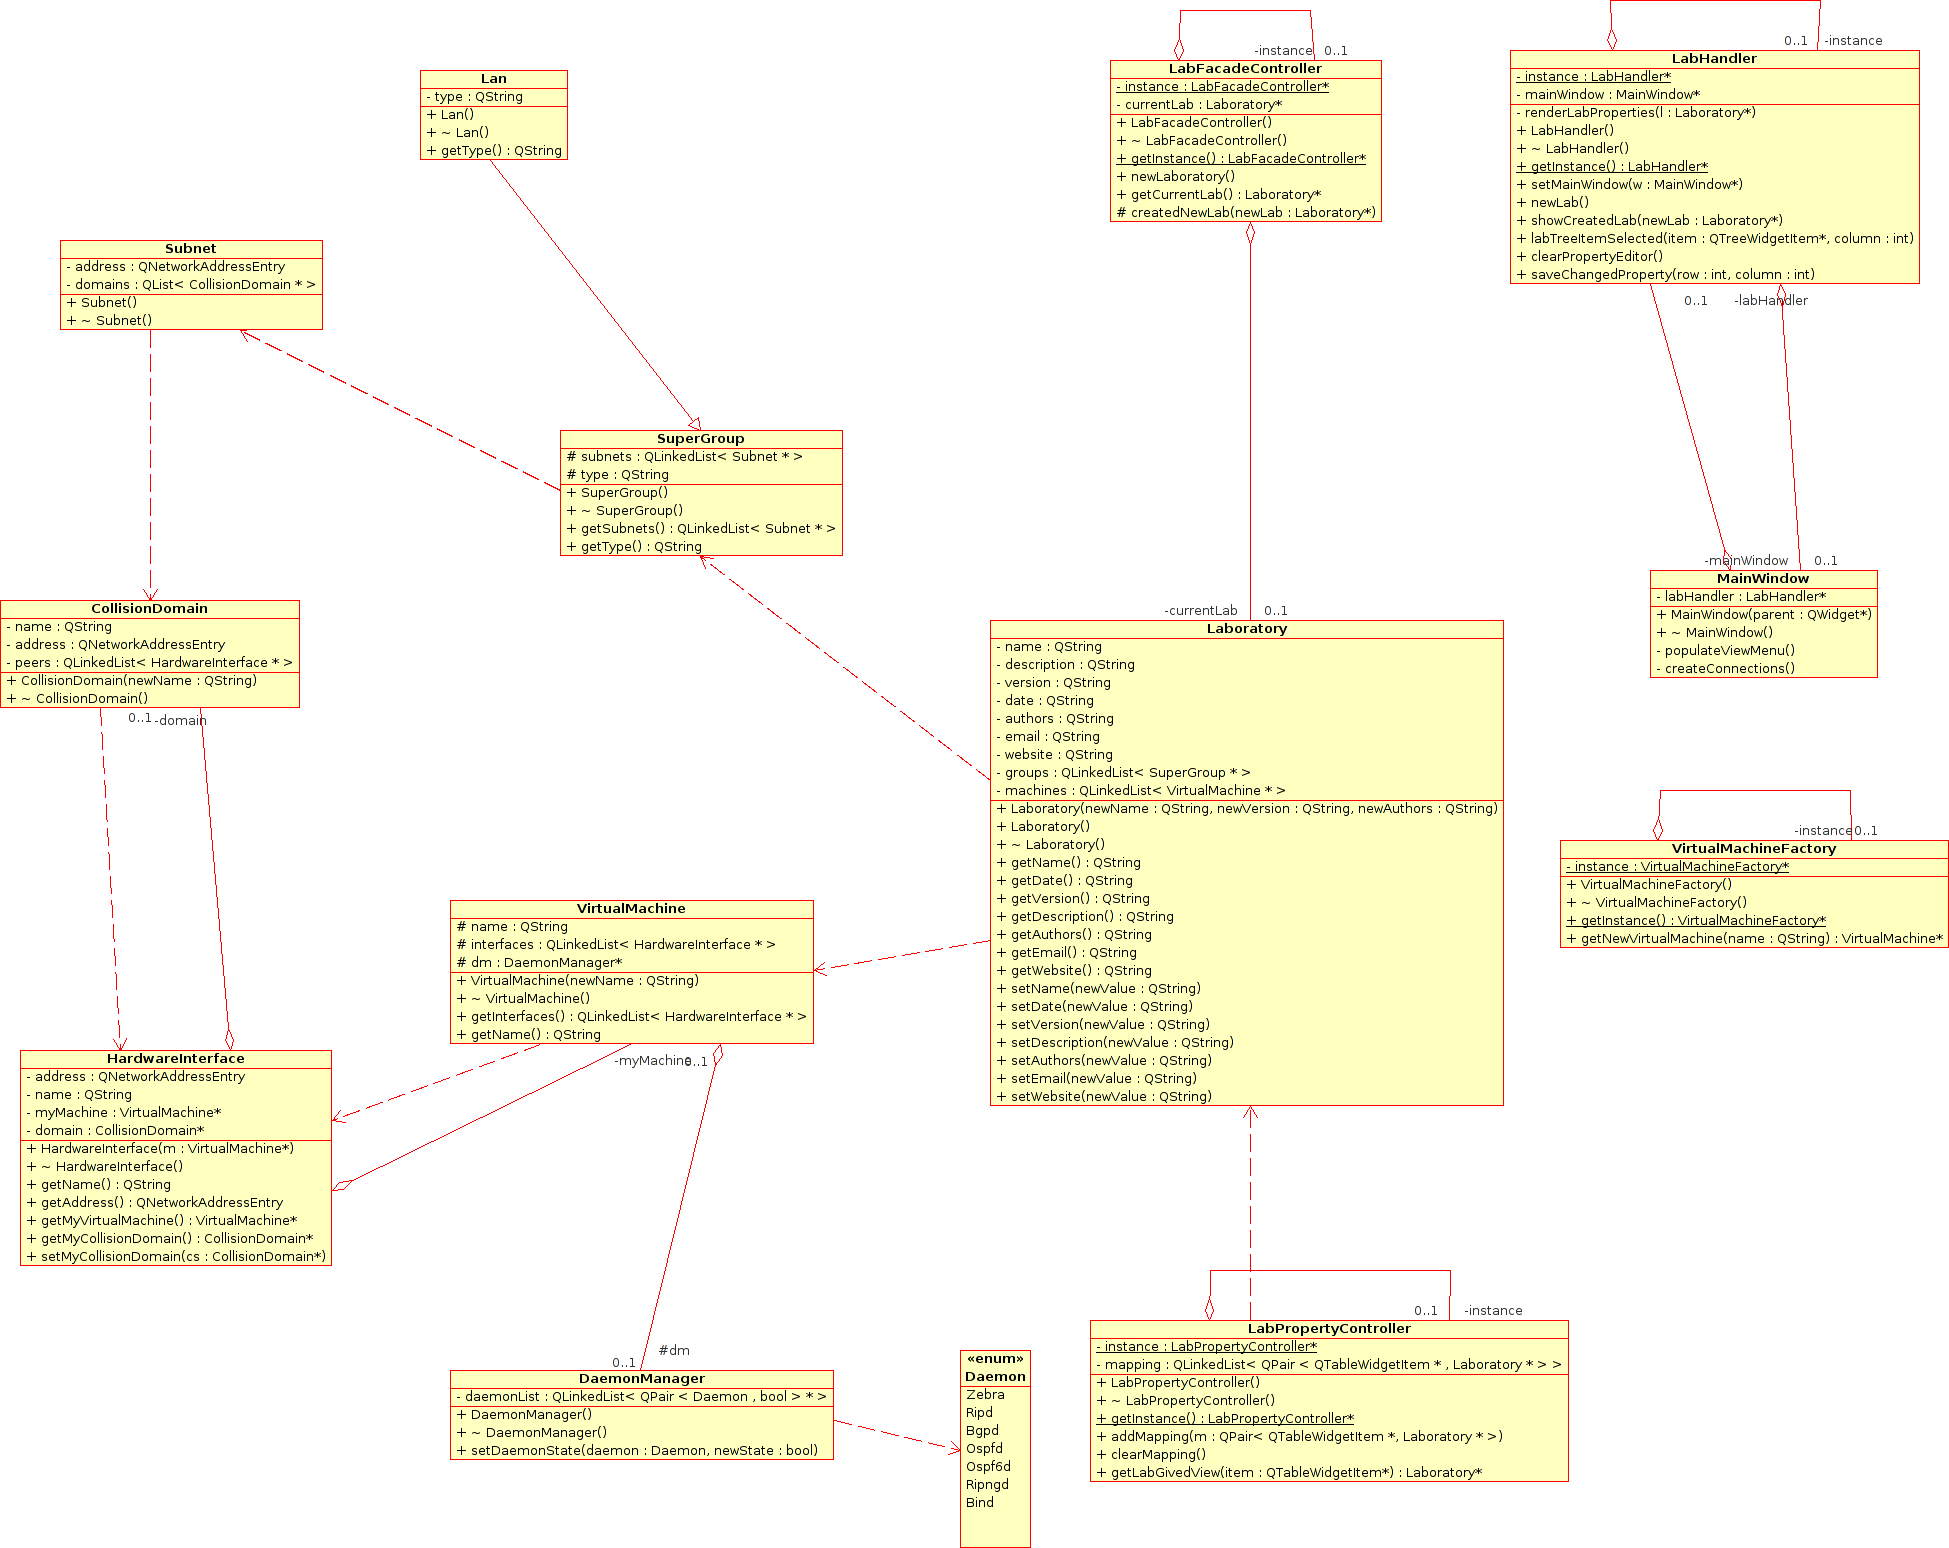 -instance 0..1
LabFacadeController
- instance : LabFacadeController*
- currentLab : Laboratory*
+ LabFacadeController()
+ ~ LabFacadeController()
+ getInstance() : LabFacadeController*
+ newLaboratory()
+ getCurrentLab() : Laboratory*
# createdNewLab(newLab : Laboratory*)
0..1 -instance
LabHandler
- instance : LabHandler*
- mainWindow : MainWindow*
- renderLabProperties(l : Laboratory*)
+ LabHandler()
+ ~ LabHandler()
+ getInstance() : LabHandler*
+ setMainWindow(w : MainWindow*)
+ newLab()
+ showCreatedLab(newLab : Laboratory*)
+ labTreeItemSelected(item : QTreeWidgetItem*, column : int)
+ clearPropertyEditor()
+ saveChangedProperty(row : int, column : int)
0..1 -labHandler
Lan
- type : QString
+ Lan()
+ ~ Lan()
+ getType() : QString
Subnet
- address : QNetworkAddressEntry
- domains : QList< CollisionDomain * >
+ Subnet()
+ ~ Subnet()
SuperGroup
# subnets : QLinkedList< Subnet * >
# type : QString
+ SuperGroup()
+ ~ SuperGroup()
+ getSubnets() : QLinkedList< Subnet * >
+ getType() : QString
-mainWindow 0..1
MainWindow
- labHandler : LabHandler*
+ MainWindow(parent : QWidget*)
+ ~ MainWindow()
- populateViewMenu()
- createConnections()
CollisionDomain
- name : QString
- address : QNetworkAddressEntry
- peers : QLinkedList< HardwareInterface * >
+ CollisionDomain(newName : QString)
+ ~ CollisionDomain()
0..1 -domain
-currentLab 0..1
Laboratory
- name : QString
- description : QString
- version : QString
- date : QString
- authors : QString
- email : QString
- website : QString
- groups : QLinkedList< SuperGroup * >
- machines : QLinkedList< VirtualMachine * >
+ Laboratory(newName : QString, newVersion : QString, newAuthors : QString)
+ Laboratory()
+ ~ Laboratory()
+ getName() : QString
+ getDate() : QString
+ getVersion() : QString
+ getDescription() : QString
+ getAuthors() : QString
+ getEmail() : QString
+ getWebsite() : QString
+ setName(newValue : QString)
+ setDate(newValue : QString)
+ setVersion(newValue : QString)
+ setDescription(newValue : QString)
+ setAuthors(newValue : QString)
+ setEmail(newValue : QString)
+ setWebsite(newValue : QString)
-instance 0..1
VirtualMachineFactory
- instance : VirtualMachineFactory*
+ VirtualMachineFactory()
+ ~ VirtualMachineFactory()
+ getInstance() : VirtualMachineFactory*
+ getNewVirtualMachine(name : QString) : VirtualMachine*
VirtualMachine
# name : QString
# interfaces : QLinkedList< HardwareInterface * >
# dm : DaemonManager*
+ VirtualMachine(newName : QString)
+ ~ VirtualMachine()
+ getInterfaces() : QLinkedList< HardwareInterface * >
+ getName() : QString
-myMachine 0..1
HardwareInterface
- address : QNetworkAddressEntry
- name : QString
- myMachine : VirtualMachine*
- domain : CollisionDomain*
+ HardwareInterface(m : VirtualMachine*)
+ ~ HardwareInterface()
+ getName() : QString
+ getAddress() : QNetworkAddressEntry
+ getMyVirtualMachine() : VirtualMachine*
+ getMyCollisionDomain() : CollisionDomain*
+ setMyCollisionDomain(cs : CollisionDomain*)
#dm
0..1
DaemonManager
- daemonList : QLinkedList< QPair < Daemon , bool > * >
+ DaemonManager()
+ ~ DaemonManager()
+ setDaemonState(daemon : Daemon, newState : bool)
«enum»
Daemon
Zebra
Ripd
Bgpd
Ospfd
Ospf6d
Ripngd
Bind
0..1 -instance
LabPropertyController
- instance : LabPropertyController*
- mapping : QLinkedList< QPair < QTableWidgetItem * , Laboratory * > >
+ LabPropertyController()
+ ~ LabPropertyController()
+ getInstance() : LabPropertyController*
+ addMapping(m : QPair< QTableWidgetItem *, Laboratory * >)
+ clearMapping()
+ getLabGivedView(item : QTableWidgetItem*) : Laboratory*